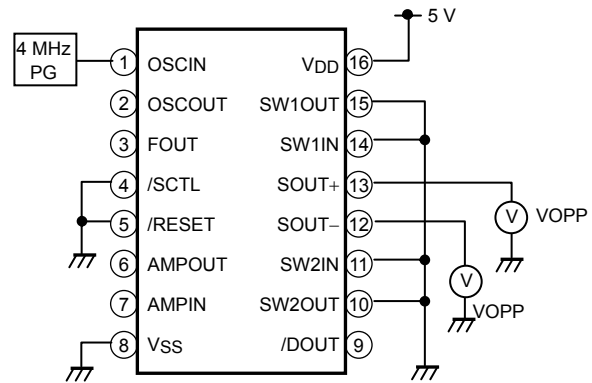 5 V
4 MHz
PG
1 OSCIN
2 OSCOUT
3 FOUT
4 /SCTL
5 /RESET
6 AMPOUT
7 AMPIN
8 VSS
VDD 16
SW1OUT 15
SW1IN 14
SOUT+ 13
SOUT− 12
SW2IN 11
SW2OUT 10
/DOUT 9
V VOPP
V
VOPP